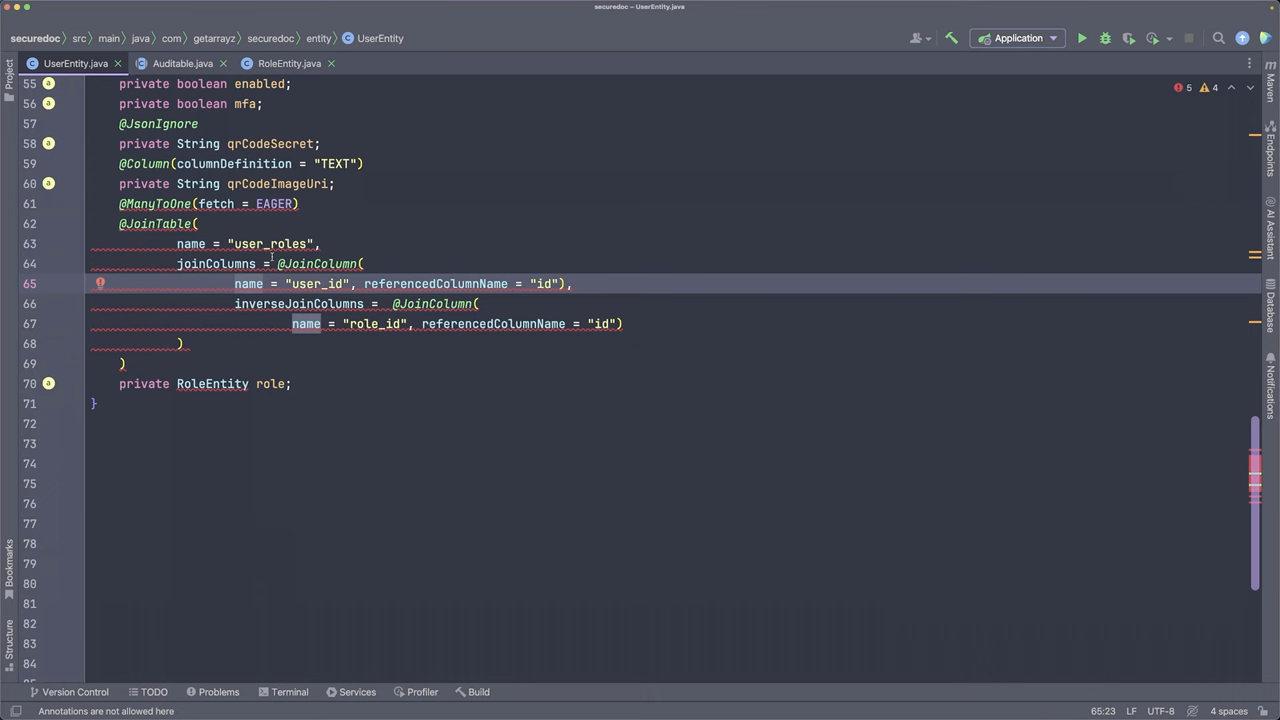 securedoc – UserEntity.java
securedoc src main java com getarrayz securedoc entity UserEntity Application
UserEntity.java Auditable.java RoleEntity.java
Project
Maven
Endpoints
AI Assistant
Database
Notifications
5 4
55 private boolean enabled;
56 private boolean mfa;
57 @JsonIgnore
58 private String qrCodeSecret;
59 @Column(columnDefinition = "TEXT")
60 private String qrCodeImageUri;
61 @ManyToOne(fetch = EAGER)
62 @JoinTable(
63 name = "user_roles",
64 joinColumns = @JoinColumn(
65 name = "user_id", referencedColumnName = "id"),
66 inverseJoinColumns =  @JoinColumn(
67 name = "role_id", referencedColumnName = "id")
68 )
69 )
70 private RoleEntity role;
71 }
72
73
74
75
76
77
78
79
80
81
82
83
84
Bookmarks
Structure
Version Control TODO Problems Terminal Services Profiler Build
Annotations are not allowed here 65:23 LF UTF-8 4 spaces